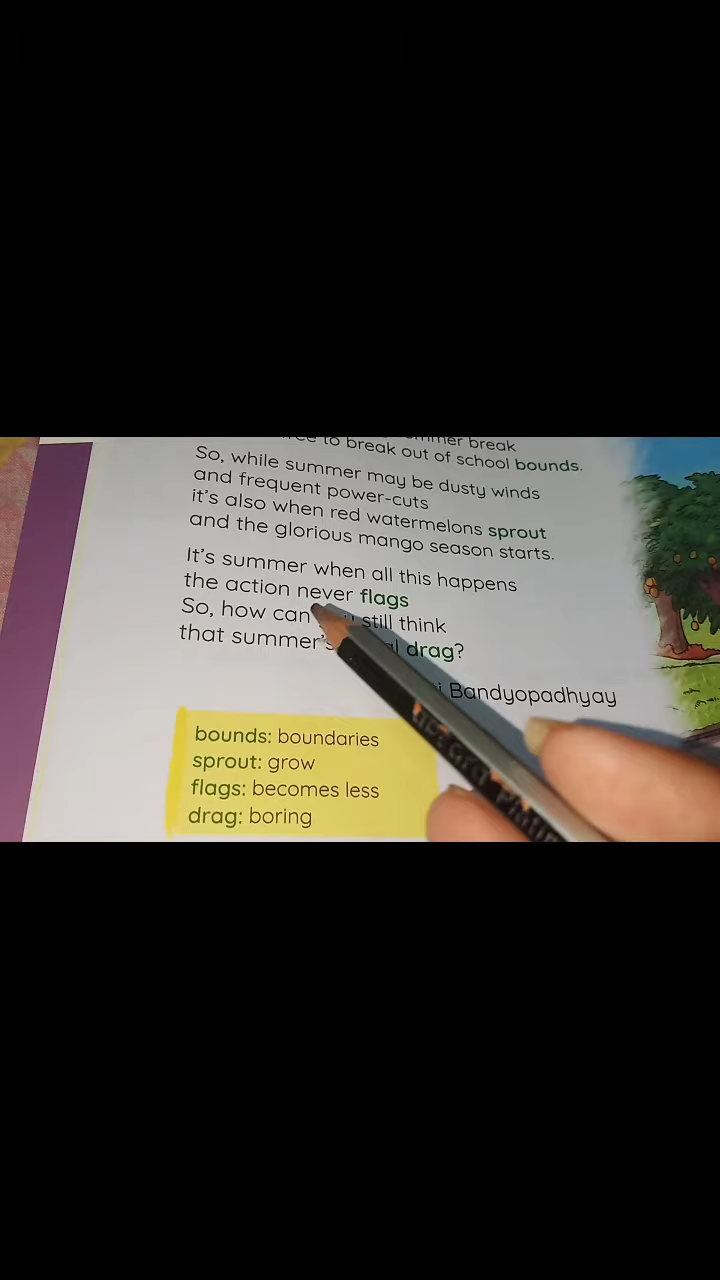 to break out of school bounds.
So, while summer may be dusty winds
and frequent power-cuts
it's also when red watermelons sprout
and the glorious mango season starts.
It's summer when all this happens
the action never flags
So, how can still think
that summer's drag?
Bandyopadhyay
bounds: boundaries
sprout: grow
flags: becomes less
drag: boring